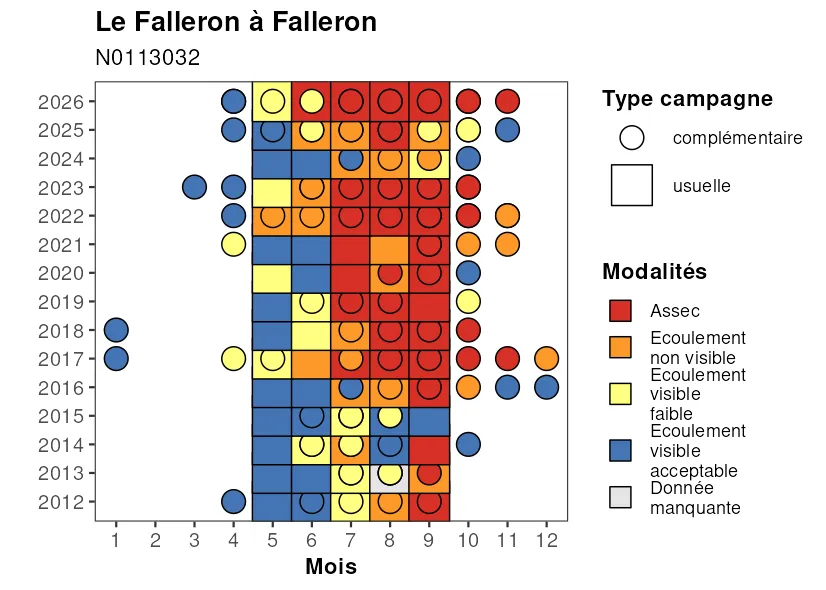 Le Falleron à Falleron
N0113032
2026
2025
2024
2023
2022
2021
2020
2019
2018
2017
2016
2015
2014
2013
2012
1 2 3 4 5 6 7 8 9 10 11 12
Mois
Type campagne
complémentaire
usuelle
Modalités
Assec
Ecoulement
non visible
Ecoulement
visible
faible
Ecoulement
visible
acceptable
Donnée
manquante